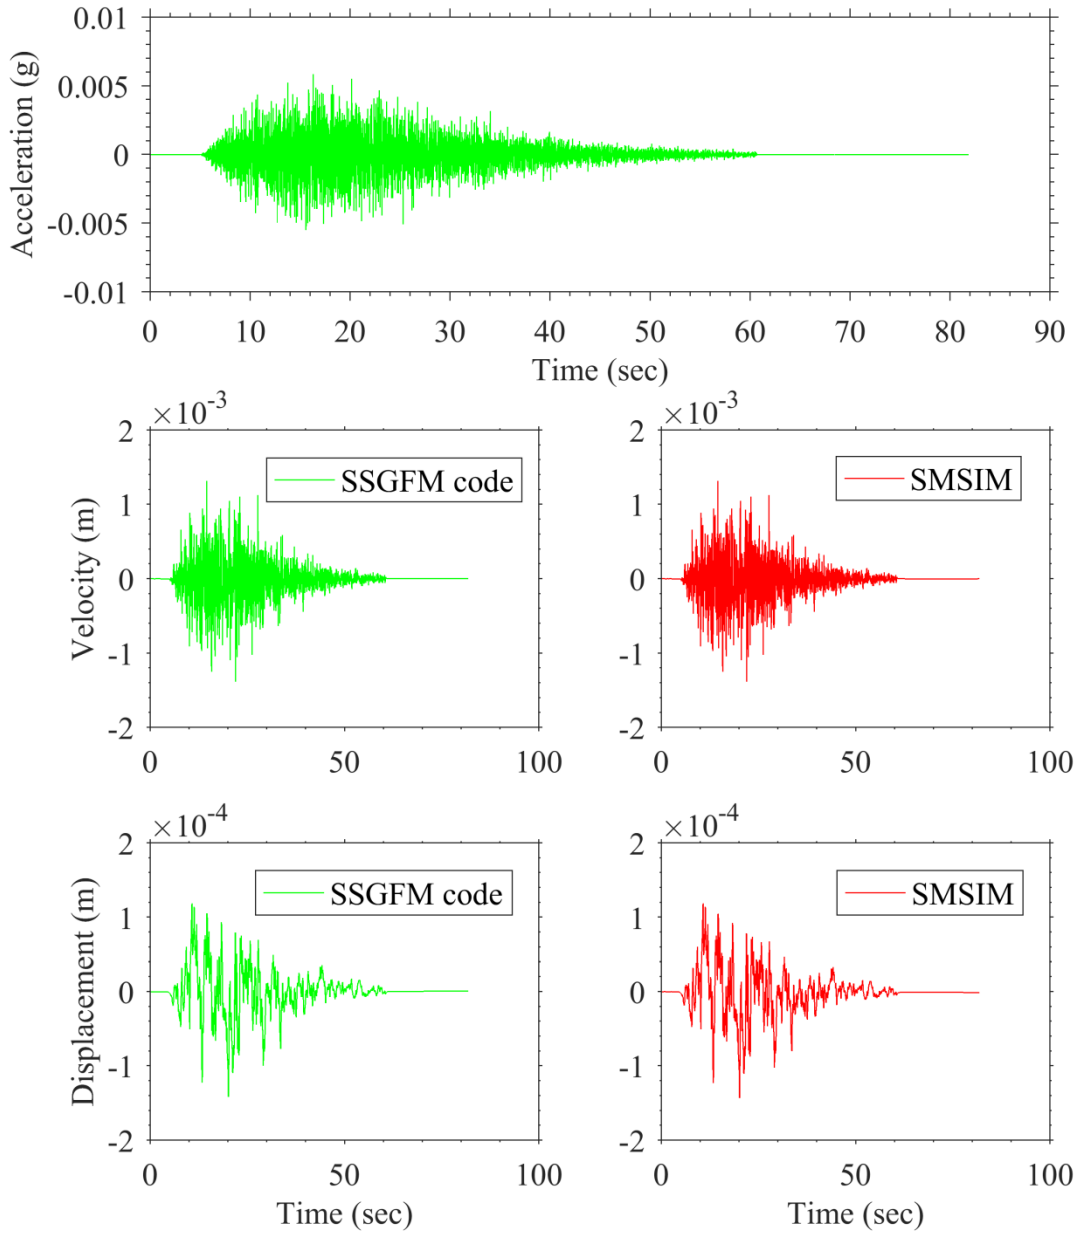 0.01
0.005
0
-0.005
-0.01
Acceleration (g)
0 10 20 30 40 50 60 70 80 90
Time (sec)
×10-3
2
1
0
-1
-2
Velocity (m)
SSGFM code
0 50 100
×10-3
2
1
0
-1
-2
SMSIM
0 50 100
×10-4
2
1
0
-1
-2
Displacement (m)
SSGFM code
0 50 100
Time (sec)
×10-4
2
1
0
-1
-2
SMSIM
0 50 100
Time (sec)